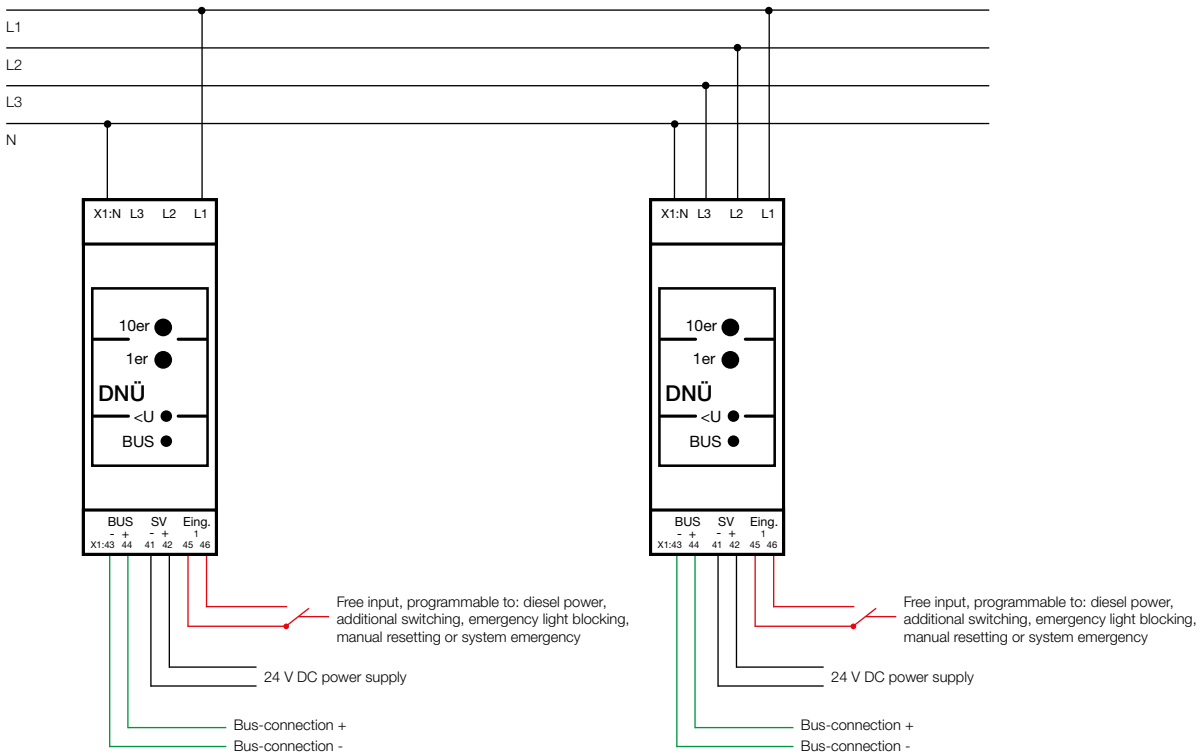 L1
L2
L3
N
X1:N L3 L2 L1
10er
1er
DNÜ
<U
BUS
BUS SV Eing.
- + - + 1
X1:43 44 41 42 45 46
Free input, programmable to: diesel power,
additional switching, emergency light blocking,
manual resetting or system emergency
24 V DC power supply
Bus-connection +
Bus-connection -
X1:N L3 L2 L1
10er
1er
DNÜ
<U
BUS
BUS SV Eing.
- + - + 1
X1:43 44 41 42 45 46
Free input, programmable to: diesel power,
additional switching, emergency light blocking,
manual resetting or system emergency
24 V DC power supply
Bus-connection +
Bus-connection -